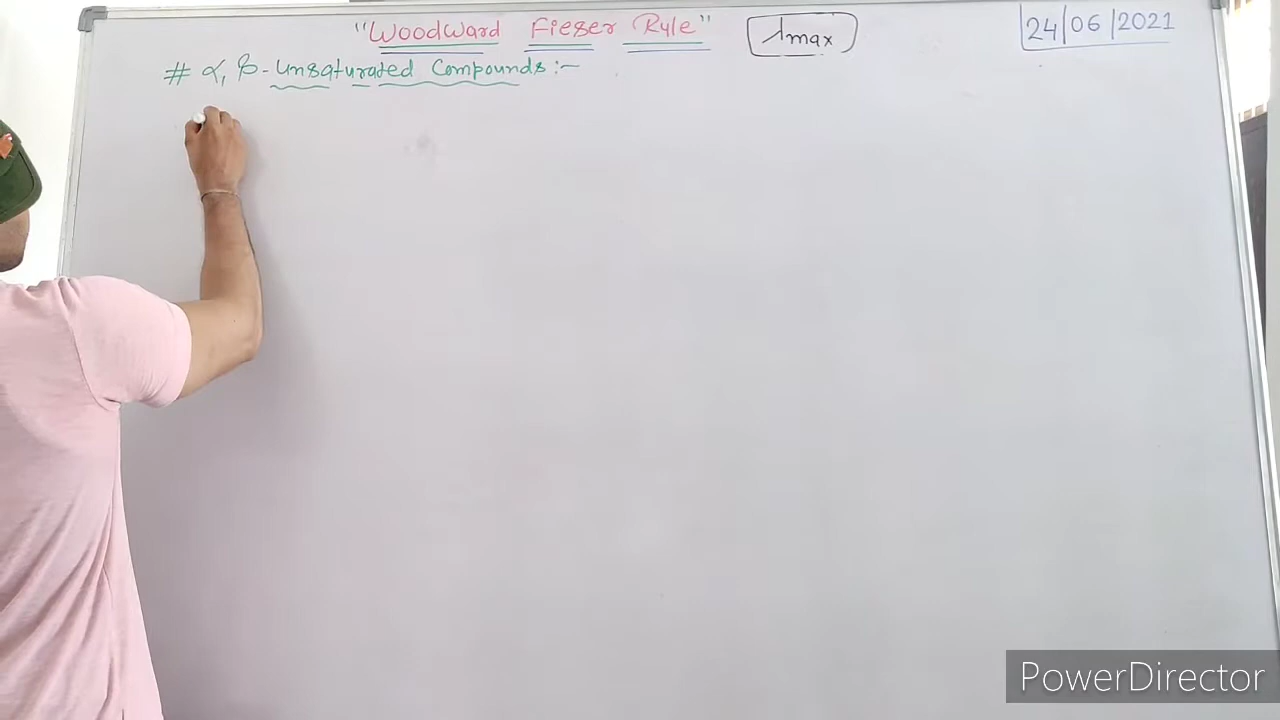 "Woodward Fieser Rule" λmax 24/06/2021
# α, β-Unsaturated Compounds:-
PowerDirector